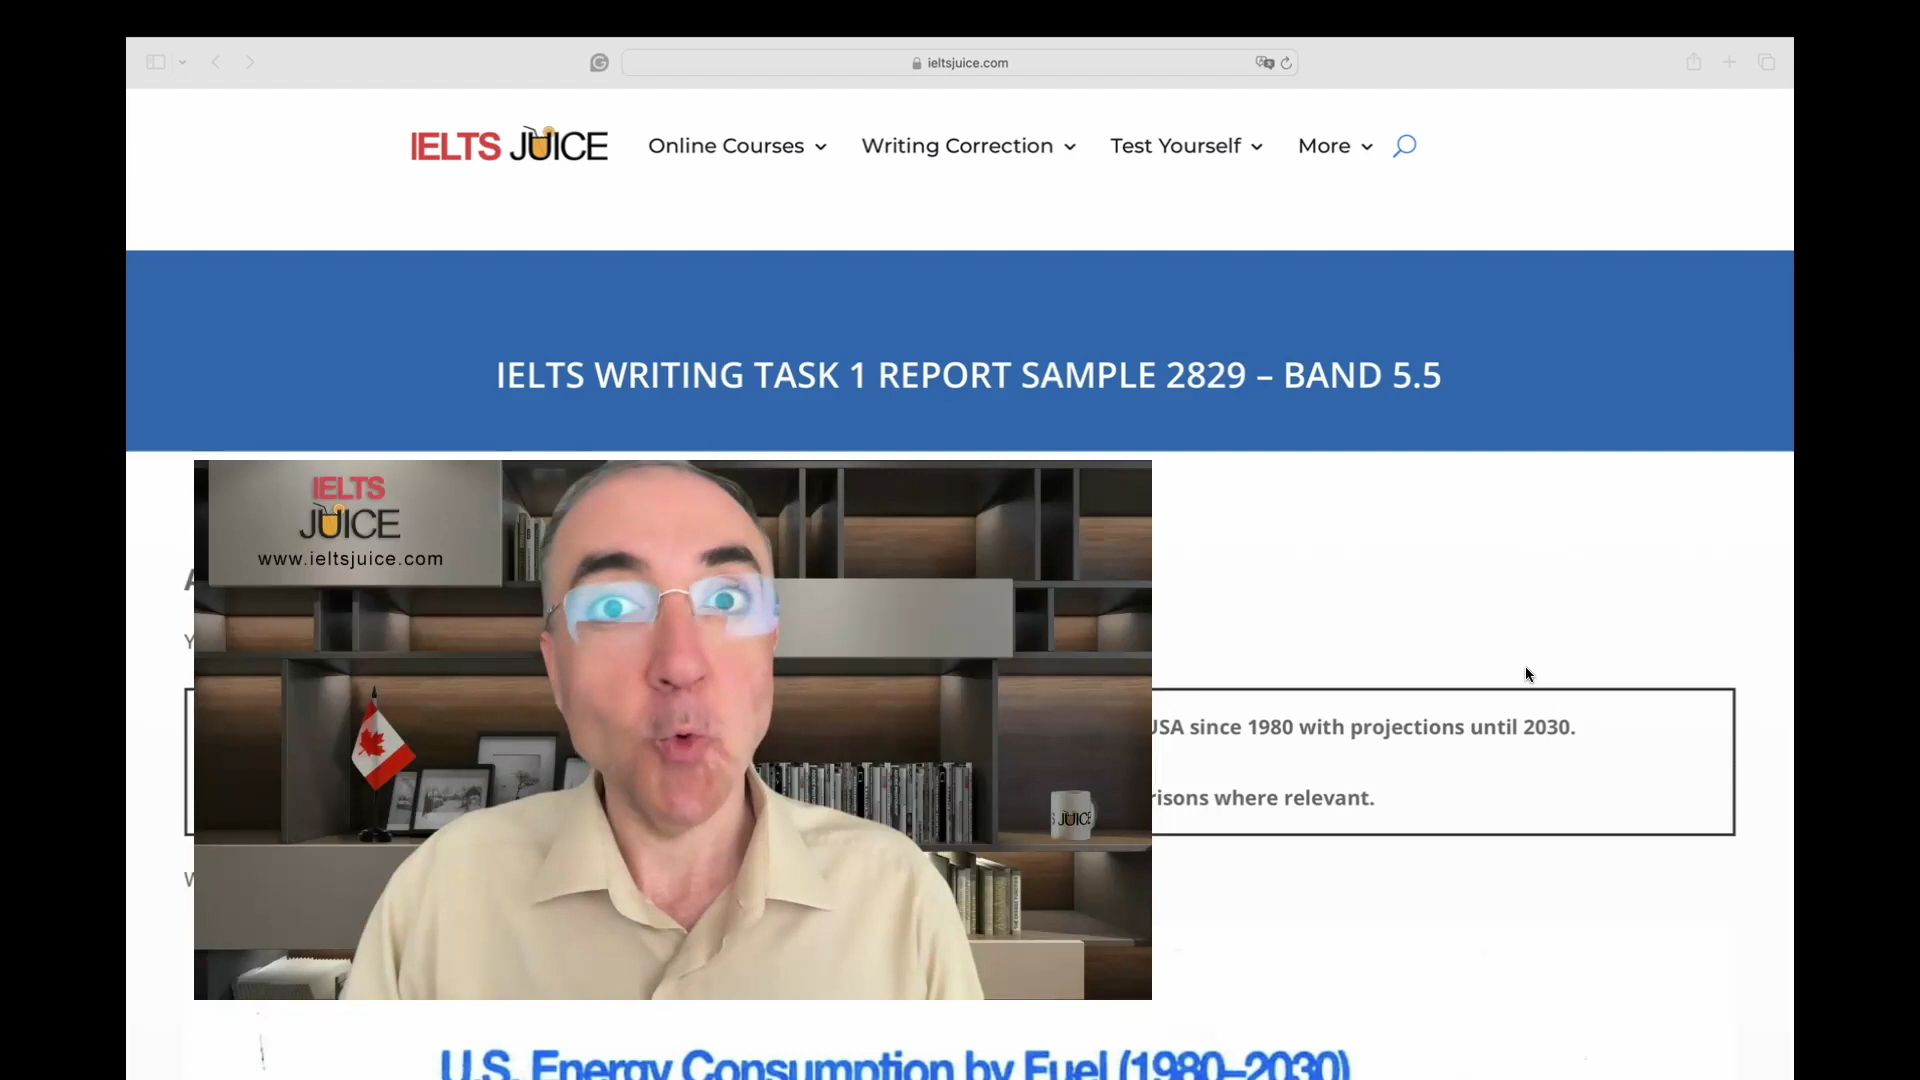 ieltsjuice.com
IELTS JUICE
Online Courses
Writing Correction
Test Yourself
More
IELTS WRITING TASK 1 REPORT SAMPLE 2829 – BAND 5.5
IELTS
JUICE
www.ieltsjuice.com
USA since 1980 with projections until 2030.
where relevant.
JUICE
U.S. Energy Consumption by Fuel (1980–2030)